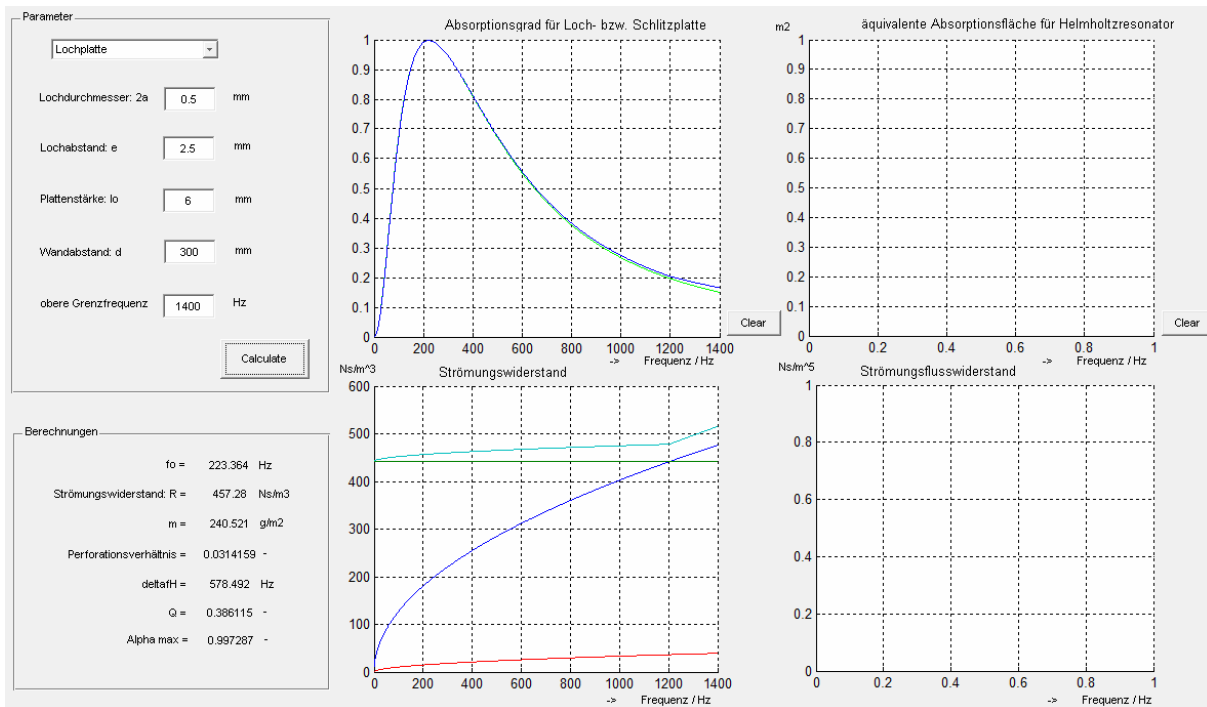 Parameter
Lochplatte
Lochdurchmesser: 2a 0.5 mm
Lochabstand: e 2.5 mm
Plattenstärke: lo 6 mm
Wandabstand: d 300 mm
obere Grenzfrequenz 1400 Hz
Calculate
Berechnungen
fo = 223.364 Hz
Strömungswiderstand: R = 457.28 Ns/m3
m = 240.521 g/m2
Perforationsverhältnis = 0.0314159 -
deltafH = 578.492 Hz
Q = 0.386115 -
Alpha max = 0.997287 -
Absorptionsgrad für Loch- bzw. Schlitzplatte
1
0.9
0.8
0.7
0.6
0.5
0.4
0.3
0.2
0.1
0
0 200 400 600 800 1000 1200 1400
-> Frequenz / Hz
Clear
m2
äquivalente Absorptionsfläche für Helmholtzresonator
1
0.9
0.8
0.7
0.6
0.5
0.4
0.3
0.2
0.1
0
0 0.2 0.4 0.6 0.8 1
-> Frequenz / Hz
Clear
Ns/m^3
Strömungswiderstand
600
500
400
300
200
100
0
0 200 400 600 800 1000 1200 1400
-> Frequenz / Hz
Ns/m^5
Strömungsflusswiderstand
1
0.8
0.6
0.4
0.2
0
0 0.2 0.4 0.6 0.8 1
-> Frequenz / Hz